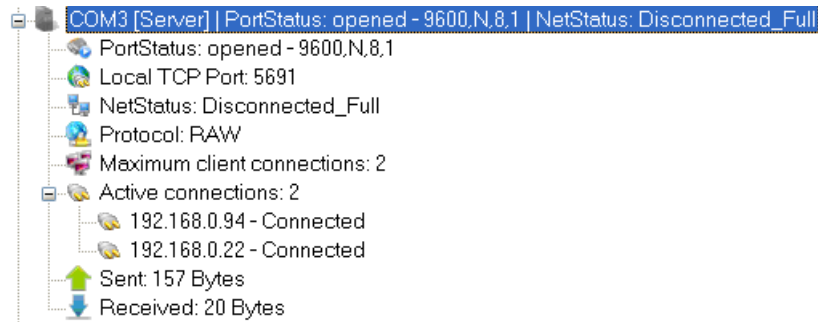 COM3 [Server] | PortStatus: opened - 9600,N,8,1 | NetStatus: Disconnected_Full
PortStatus: opened - 9600,N,8,1
Local TCP Port: 5691
NetStatus: Disconnected_Full
Protocol: RAW
Maximum client connections: 2
Active connections: 2
192.168.0.94 - Connected
192.168.0.22 - Connected
Sent: 157 Bytes
Received: 20 Bytes